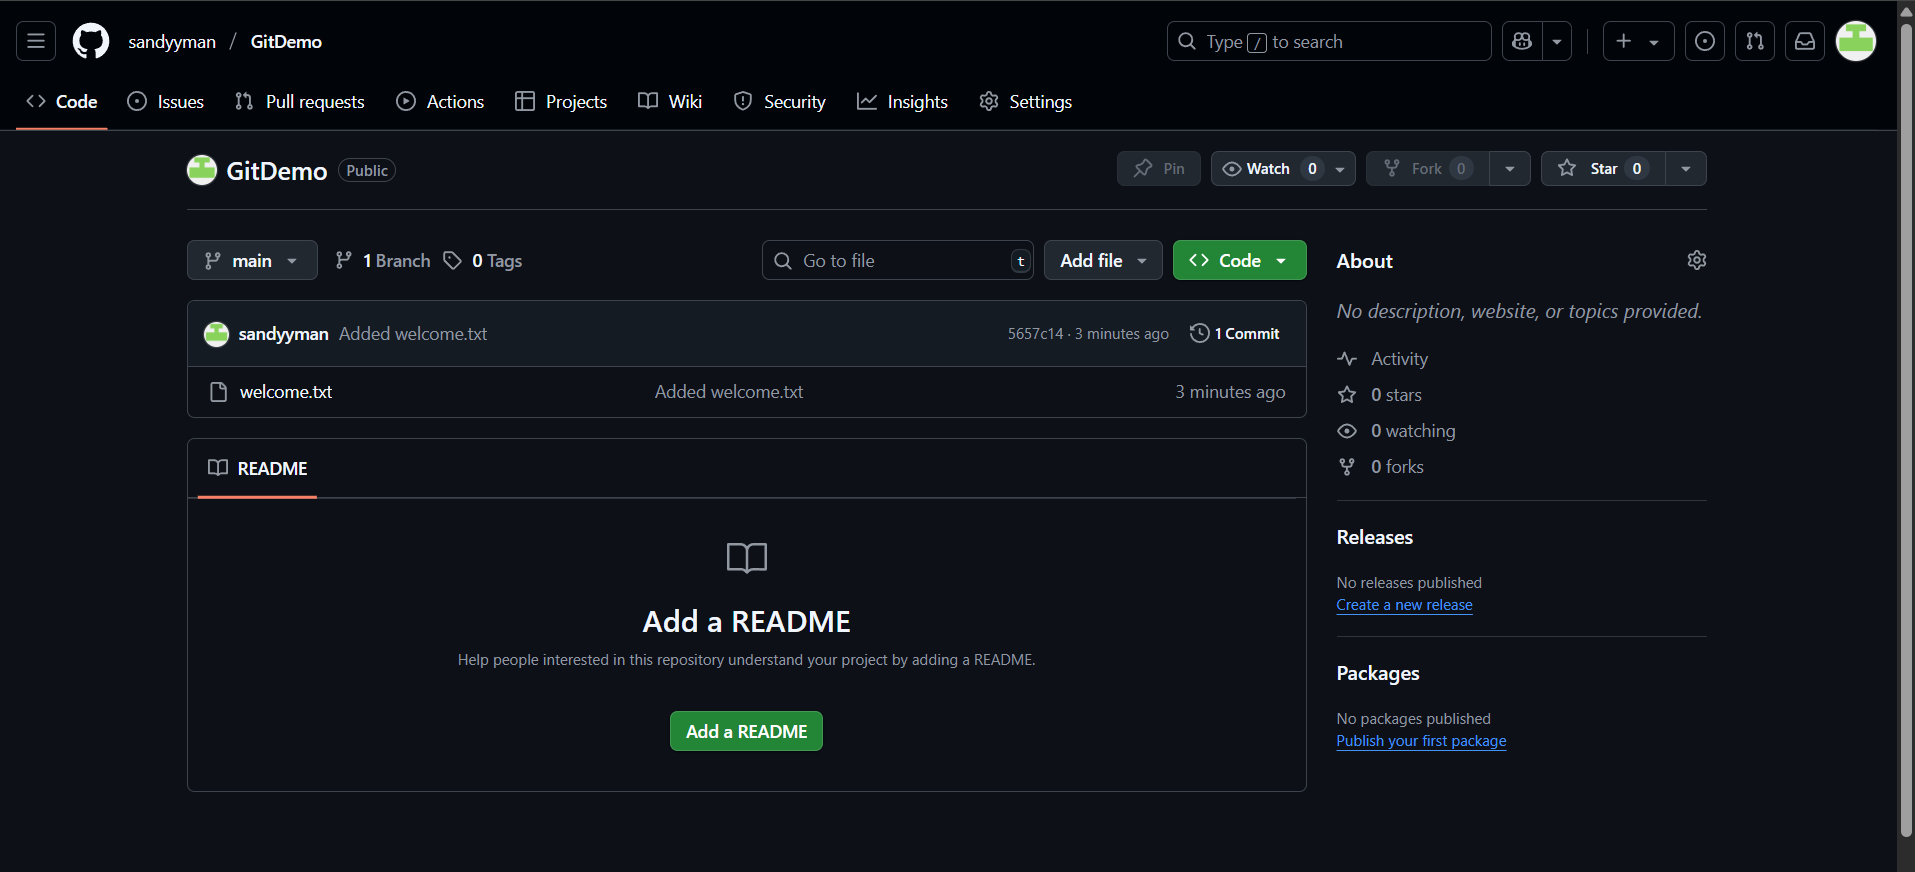 sandyyman / GitDemo
Type / to search
Code Issues Pull requests Actions Projects Wiki Security Insights Settings
GitDemo Public
Pin Watch 0 Fork 0 Star 0
main 1 Branch 0 Tags
Go to file t Add file Code
sandyyman Added welcome.txt 5657c14 · 3 minutes ago 1 Commit
welcome.txt Added welcome.txt 3 minutes ago
README
Add a README
Help people interested in this repository understand your project by adding a README.
Add a README
About
No description, website, or topics provided.
Activity
0 stars
0 watching
0 forks
Releases
No releases published
Create a new release
Packages
No packages published
Publish your first package